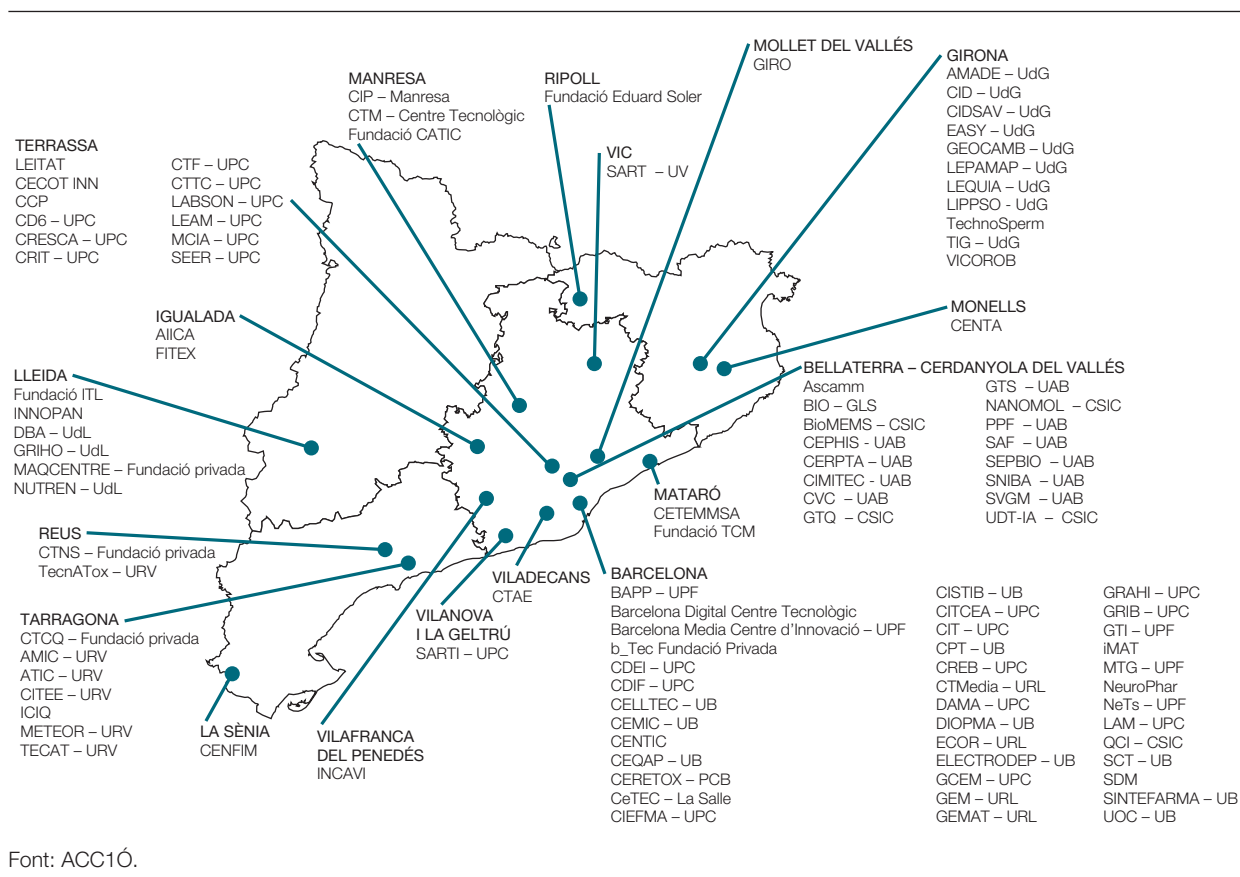 TERRASSA
LEITAT
CECOT INN
CCP
CD6 – UPC
CRESCA – UPC
CRIT – UPC
CTF – UPC
CTTC – UPC
LABSON – UPC
LEAM – UPC
MCIA – UPC
SEER – UPC
MANRESA
CIP – Manresa
CTM – Centre Tecnològic
Fundació CATIC
RIPOLL
Fundació Eduard Soler
VIC
SART – UV
MOLLET DEL VALLÉS
GIRO
GIRONA
AMADE – UdG
CID – UdG
CIDSAV – UdG
EASY – UdG
GEOCAMB – UdG
LEPAMAP – UdG
LEQUIA – UdG
LIPPSO - UdG
TechnoSperm
TIG – UdG
VICOROB
MONELLS
CENTA
IGUALADA
AIICA
FITEX
LLEIDA
Fundació ITL
INNOPAN
DBA – UdL
GRIHO – UdL
MAQCENTRE – Fundació privada
NUTREN – UdL
BELLATERRA – CERDANYOLA DEL VALLÉS
Ascamm
BIO – GLS
BioMEMS – CSIC
CEPHIS - UAB
CERPTA – UAB
CIMITEC - UAB
CVC – UAB
GTQ – CSIC
GTS – UAB
NANOMOL – CSIC
PPF – UAB
SAF – UAB
SEPBIO – UAB
SNIBA – UAB
SVGM – UAB
UDT-IA – CSIC
MATARÓ
CETEMMSA
Fundació TCM
REUS
CTNS – Fundació privada
TecnATox – URV
TARRAGONA
CTCQ – Fundació privada
AMIC – URV
ATIC – URV
CITEE – URV
ICIQ
METEOR – URV
TECAT – URV
LA SÈNIA
CENFIM
VILAFRANCA
DEL PENEDÉS
INCAVI
VILANOVA
I LA GELTRÚ
SARTI – UPC
VILADECANS
CTAE
BARCELONA
BAPP – UPF
Barcelona Digital Centre Tecnològic
Barcelona Media Centre d'Innovació – UPF
b_Tec Fundació Privada
CDEI – UPC
CDIF – UPC
CELLTEC – UB
CEMIC – UB
CENTIC
CEQAP – UB
CERETOX – PCB
CeTEC – La Salle
CIEFMA – UPC
CISTIB – UB
CITCEA – UPC
CIT – UPC
CPT – UB
CREB – UPC
CTMedia – URL
DAMA – UPC
DIOPMA – UB
ECOR – URL
ELECTRODEP – UB
GCEM – UPC
GEM – URL
GEMAT – URL
GRAHI – UPC
GRIB – UPC
GTI – UPF
iMAT
MTG – UPF
NeuroPhar
NeTs – UPF
LAM – UPC
QCI – CSIC
SCT – UB
SDM
SINTEFARMA – UB
UOC – UB
Font: ACC1Ó.